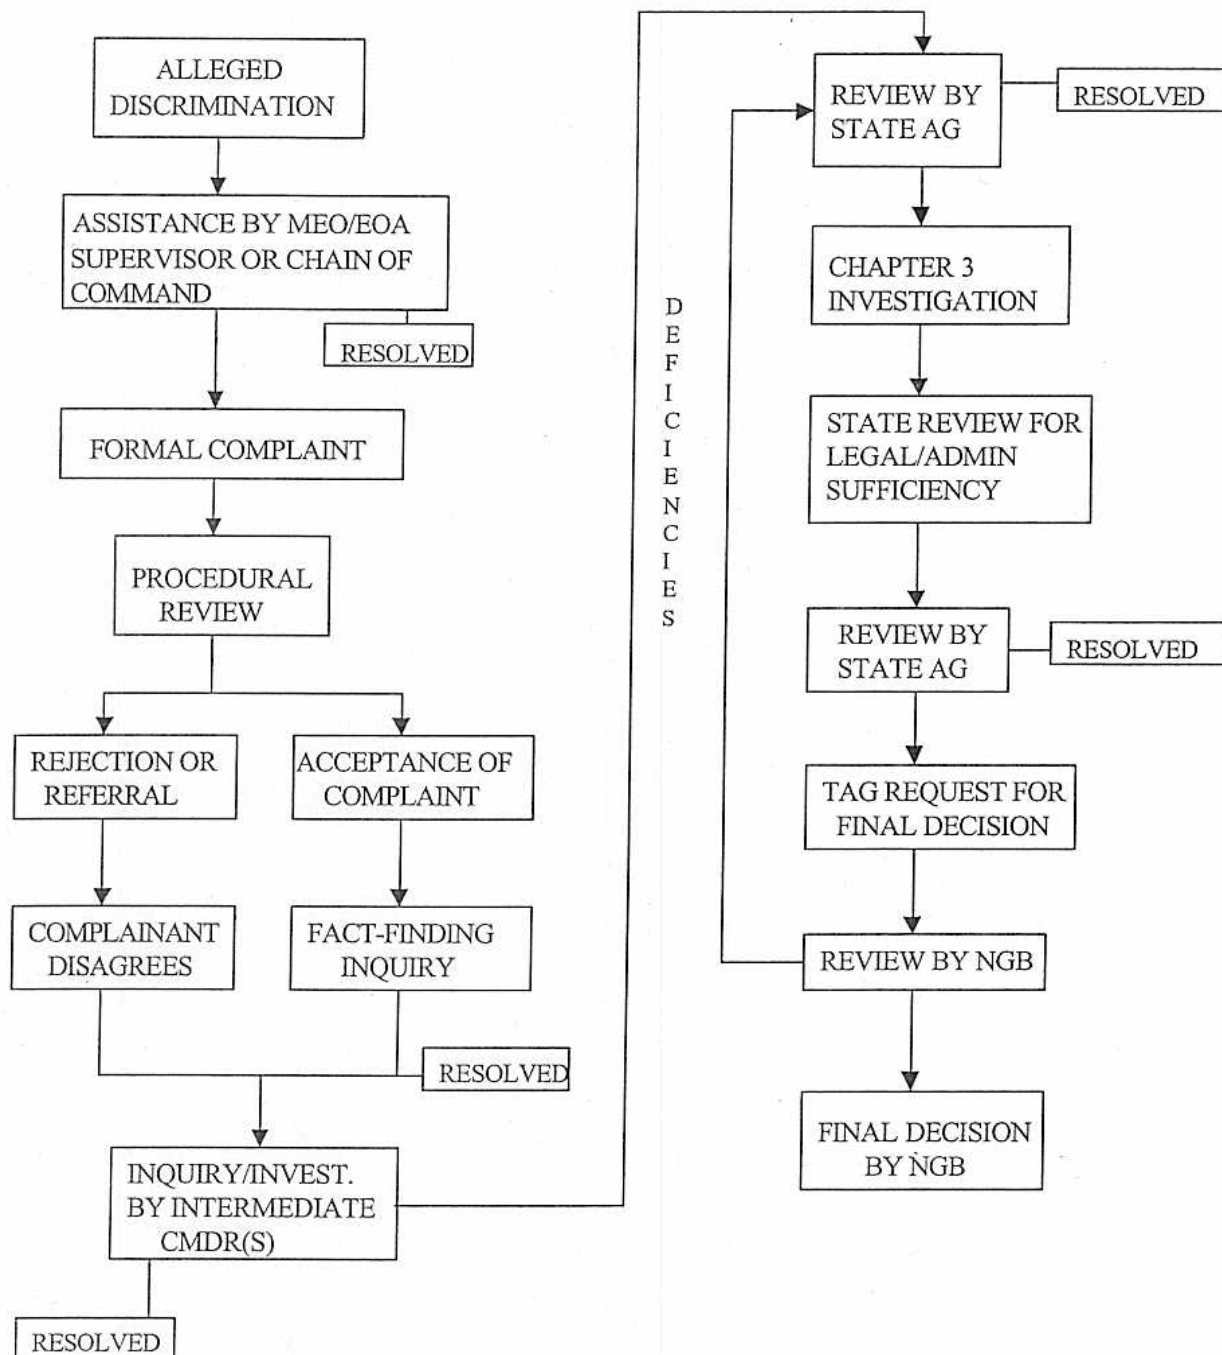 ALLEGED
DISCRIMINATION
ASSISTANCE BY MEO/EOA
SUPERVISOR OR CHAIN OF
COMMAND
RESOLVED
FORMAL COMPLAINT
PROCEDURAL
REVIEW
REJECTION OR
REFERRAL
ACCEPTANCE OF
COMPLAINT
COMPLAINANT
DISAGREES
FACT-FINDING
INQUIRY
RESOLVED
INQUIRY/INVEST.
BY INTERMEDIATE
CMDR(S)
RESOLVED
DEFICIENCIES
REVIEW BY
STATE AG
RESOLVED
CHAPTER 3
INVESTIGATION
STATE REVIEW FOR
LEGAL/ADMIN
SUFFICIENCY
REVIEW BY
STATE AG
RESOLVED
TAG REQUEST FOR
FINAL DECISION
REVIEW BY NGB
FINAL DECISION
BY NGB